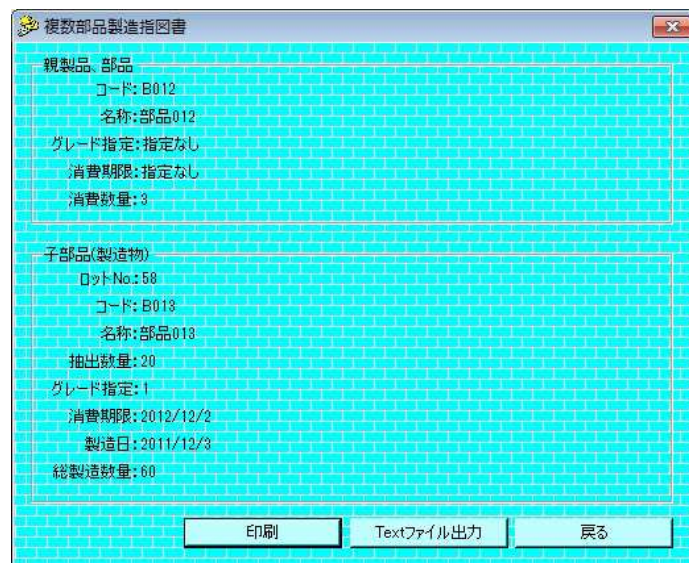 複数部品製造指図書
親製品、部品
コード:B012
名称:部品012
グレード指定:指定なし
消費期限:指定なし
消費数量:3
子部品(製造物)
ロットNo.:58
コード:B013
名称:部品013
抽出数量:20
グレード指定:1
消費期限:2012/12/2
製造日:2011/12/3
総製造数量:60
印刷
Textファイル出力
戻る